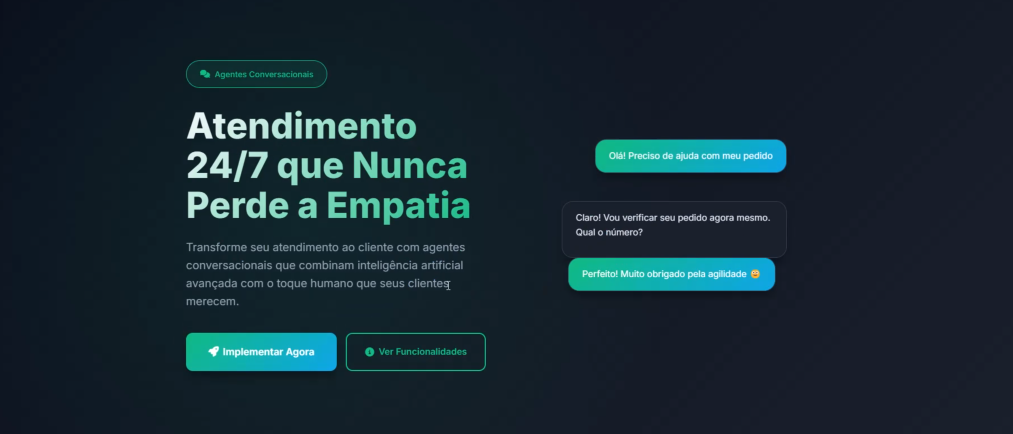 Agentes Conversacionais
Atendimento
24/7 que Nunca
Perde a Empatia
Transforme seu atendimento ao cliente com agentes
conversacionais que combinam inteligência artificial
avançada com o toque humano que seus clientes
merecem.
Implementar Agora
Ver Funcionalidades
Olá! Preciso de ajuda com meu pedido
Claro! Vou verificar seu pedido agora mesmo.
Qual o número?
Perfeito! Muito obrigado pela agilidade 😊